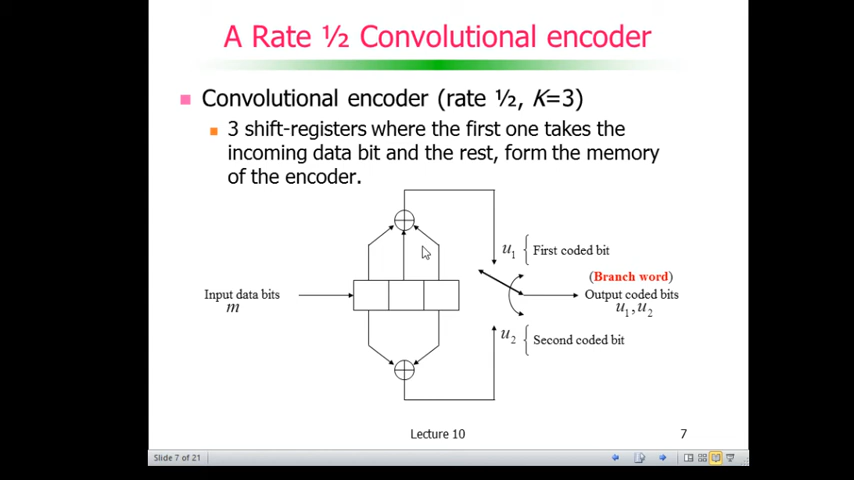 A Rate ½ Convolutional encoder
Convolutional encoder (rate ½, K=3)
3 shift-registers where the first one takes the
incoming data bit and the rest, form the memory
of the encoder.
u1 { First coded bit
(Branch word)
Input data bits
m
Output coded bits
u1,u2
u2 { Second coded bit
Lecture 10
7
Slide 7 of 21